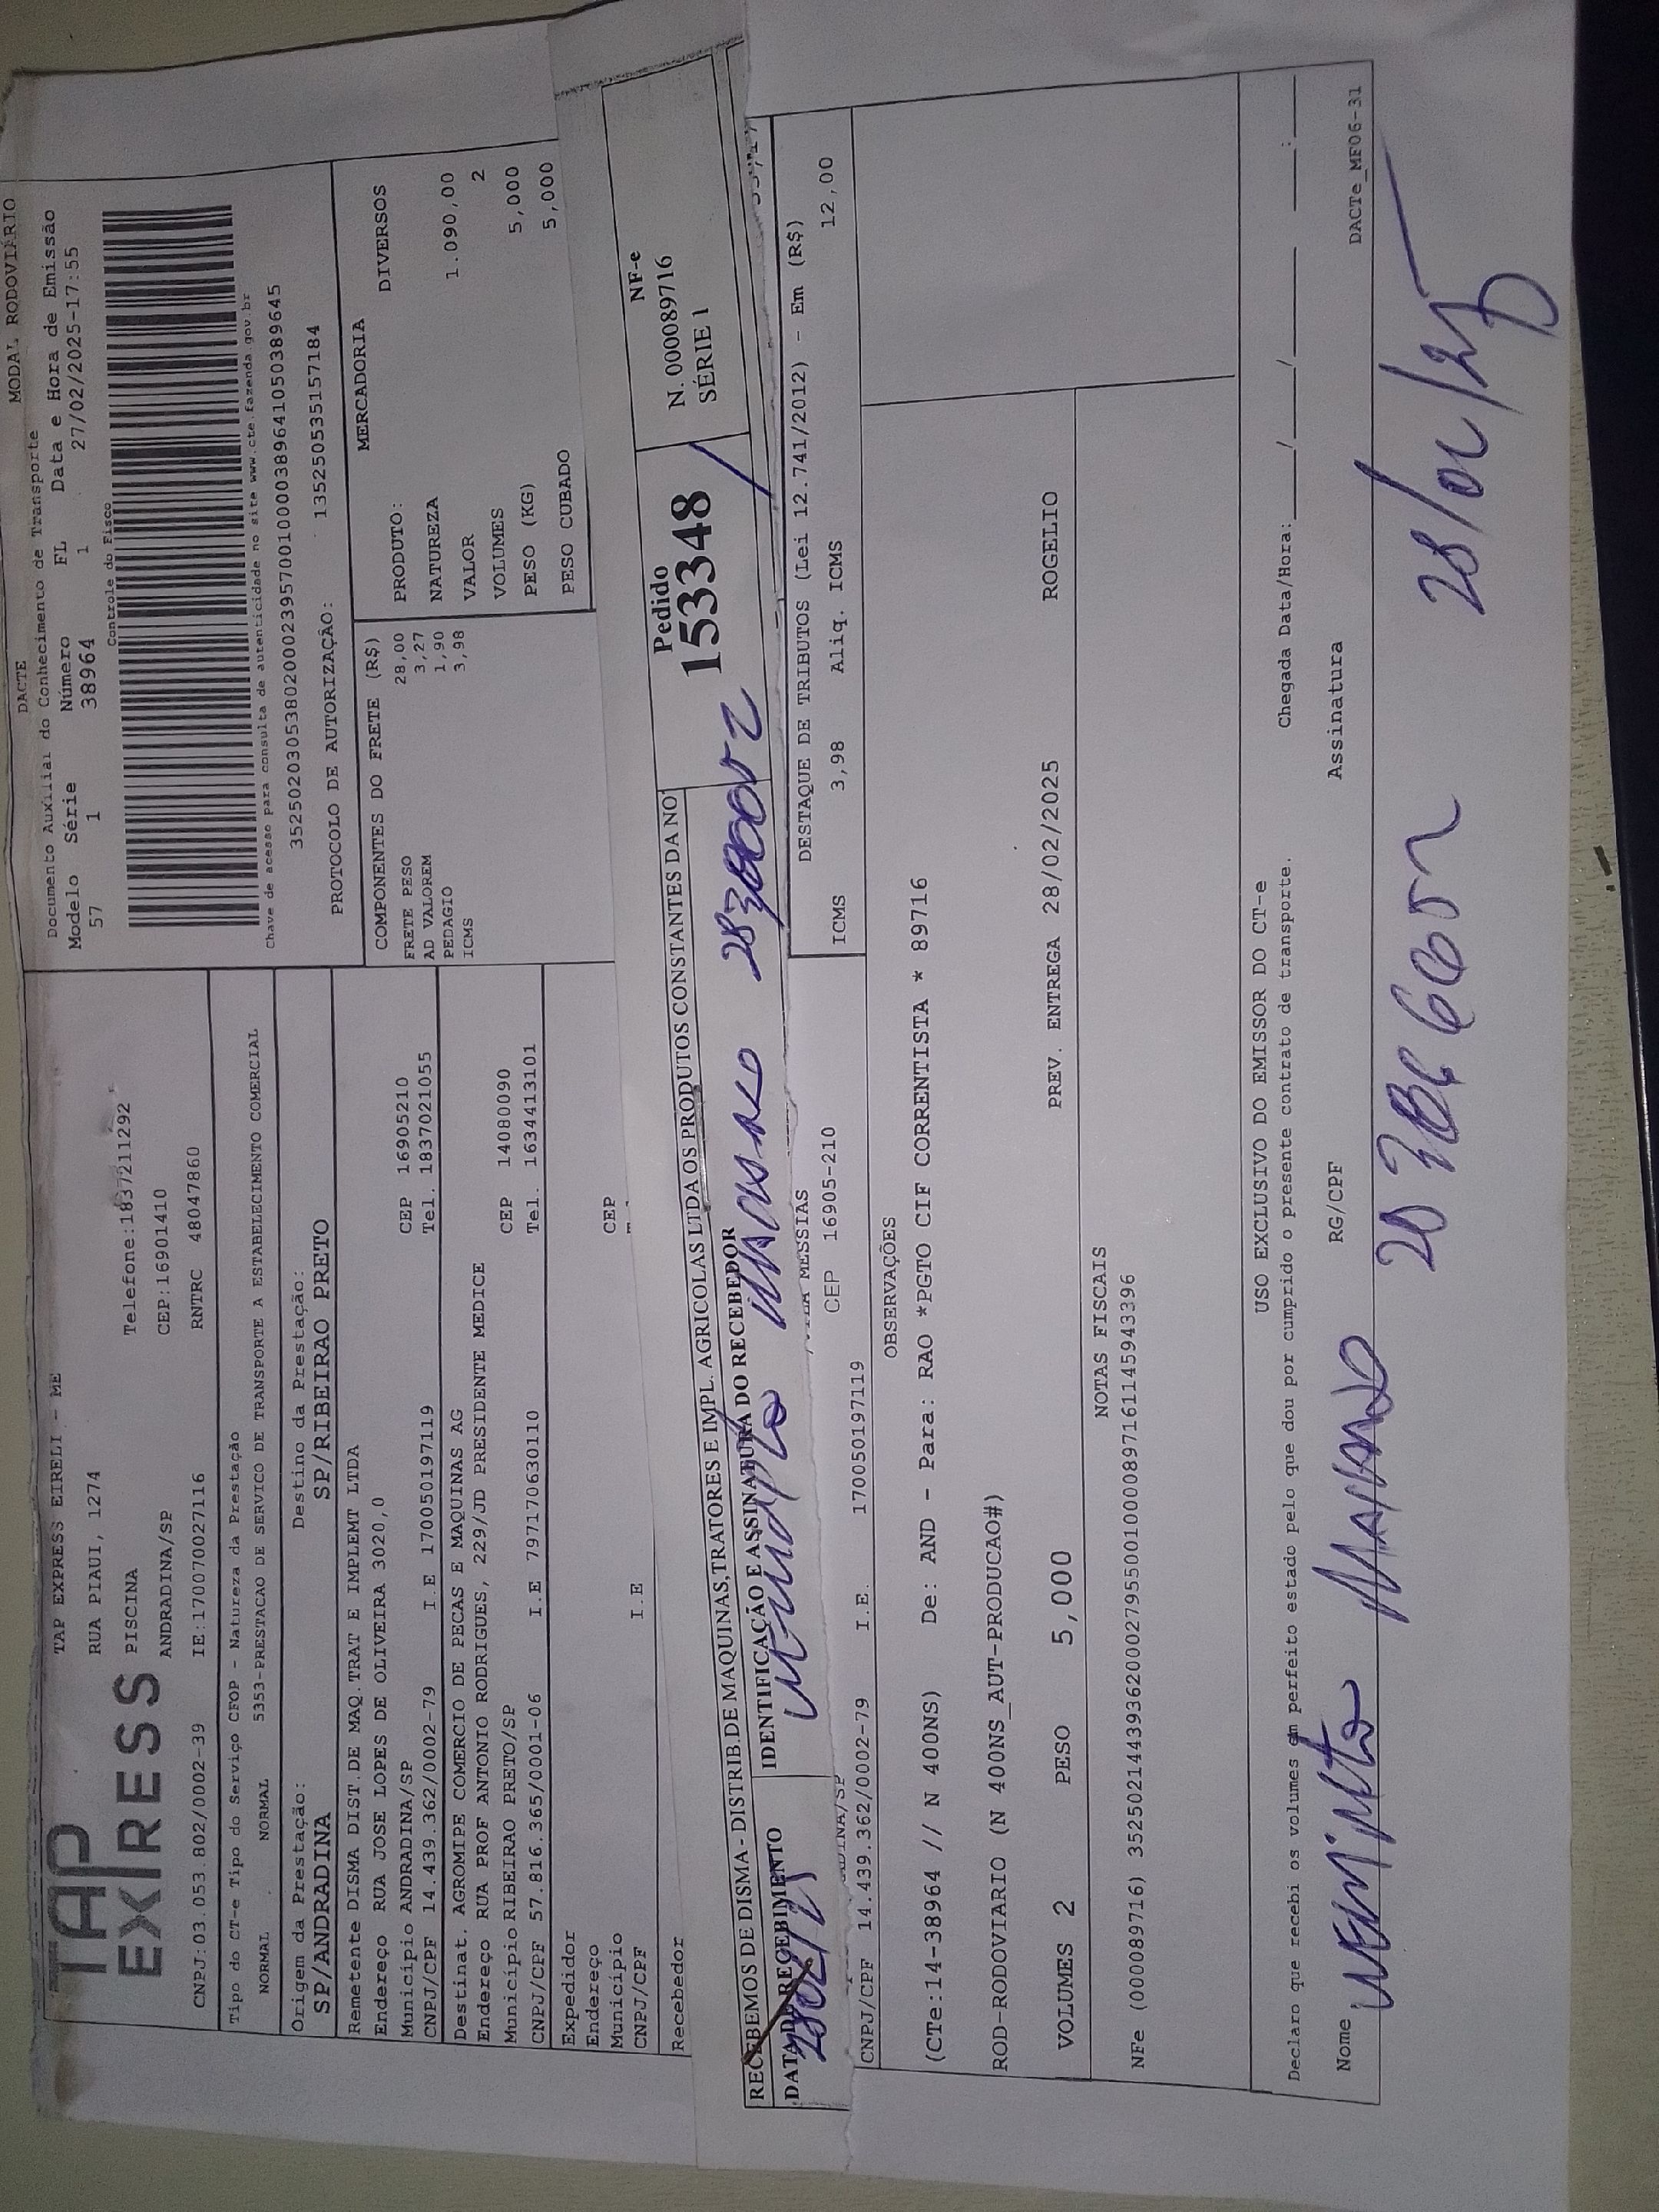 MODAL RODOVIÁRIO
DACTE
Documento Auxiliar do Conhecimento de Transporte
Modelo Série Número FL Data e Hora de Emissão
57 1 38964 1 27/02/2025-17:55
Controle do Fisco
Chave de acesso para consulta de autenticidade no site www.cte.fazenda.gov.br
35250203053802000239570010000389641050389645
PROTOCOLO DE AUTORIZAÇÃO: 135250535157184
TAP EXPRESS
TAP EXPRESS EIRELI - ME
RUA PIAUI, 1274
PISCINA Telefone:1837211292
ANDRADINA/SP CEP:16901410
CNPJ:03.053.802/0002-39 IE:170070027116 RNTRC 48047860
Tipo do CT-e Tipo do Serviço CFOP - Natureza da Prestação
NORMAL NORMAL 5353-PRESTACAO DE SERVICO DE TRANSPORTE A ESTABELECIMENTO COMERCIAL
Origem da Prestação: Destino da Prestação:
SP/ANDRADINA SP/RIBEIRAO PRETO
Remetente DISMA DIST.DE MAQ.TRAT E IMPLEMT LTDA
Endereço RUA JOSE LOPES DE OLIVEIRA 3020,0
Município ANDRADINA/SP CEP 16905210
CNPJ/CPF 14.439.362/0002-79 I.E 170050197119 Tel. 1837021055
Destinat. AGROMIPE COMERCIO DE PECAS E MAQUINAS AG
Endereço RUA PROF ANTONIO RODRIGUES, 229/JD PRESIDENTE MEDICE
Município RIBEIRAO PRETO/SP CEP 14080090
CNPJ/CPF 57.816.365/0001-06 I.E 797170630110 Tel. 1634413101
Expedidor
Endereço
Município CEP
CNPJ/CPF I.E
Recebedor
COMPONENTES DO FRETE (R$)
FRETE PESO 28,00
AD VALOREM 3,27
PEDAGIO 1,90
ICMS 3,98
MERCADORIA
PRODUTO: DIVERSOS
NATUREZA
VALOR 1.090,00
VOLUMES 2
PESO (KG) 5,000
PESO CUBADO 5,000
RECEBEMOS DE DISMA - DISTRIB.DE MAQUINAS,TRATORES E IMPL. AGRICOLAS LTDA OS PRODUTOS CONSTANTES DA NO
DATA DE RECEBIMENTO IDENTIFICAÇÃO E ASSINATURA DO RECEBEDOR
28/02/25
Pedido
153348
NF-e
N. 000089716
SÉRIE 1
MESSIAS
CEP 16905-210
CNPJ/CPF 14.439.362/0002-79 I.E. 170050197119
DESTAQUE DE TRIBUTOS (Lei 12.741/2012) - Em (R$)
ICMS 3,98 Aliq. ICMS 12,00
OBSERVAÇÕES
(CTe:14-38964 // N 400NS) De: AND - Para: RAO *PGTO CIF CORRENTISTA * 89716
ROD-RODOVIARIO (N 400NS_AUT-PRODUCAO#)
VOLUMES 2 PESO 5,000 PREV. ENTREGA 28/02/2025 ROGELIO
NOTAS FISCAIS
NFe (000089716) 35250214439362000279550010000897161145943396
USO EXCLUSIVO DO EMISSOR DO CT-e
Declaro que recebi os volumes em perfeito estado pelo que dou por cumprido o presente contrato de transporte. Chegada Data/Hora:___/___/___ ___:___
Nome RG/CPF Assinatura
DACTe_MF06-31
28/02/25